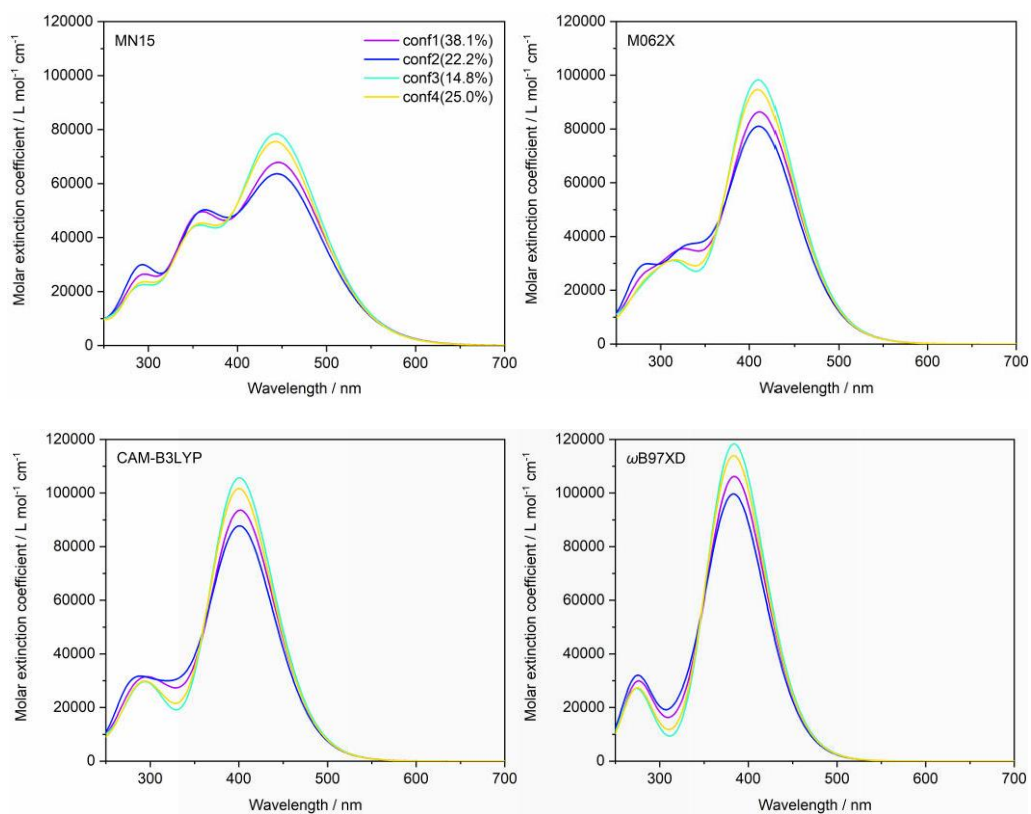 MN15
conf1(38.1%)
conf2(22.2%)
conf3(14.8%)
conf4(25.0%)
120000
100000
80000
60000
40000
20000
0
Molar extinction coefficient / L mol⁻¹ cm⁻¹
300 400 500 600 700
Wavelength / nm
M062X
120000
100000
80000
60000
40000
20000
0
Molar extinction coefficient / L mol⁻¹ cm⁻¹
300 400 500 600 700
Wavelength / nm
CAM-B3LYP
120000
100000
80000
60000
40000
20000
0
Molar extinction coefficient / L mol⁻¹ cm⁻¹
300 400 500 600 700
Wavelength / nm
ωB97XD
120000
100000
80000
60000
40000
20000
0
Molar extinction coefficient / L mol⁻¹ cm⁻¹
300 400 500 600 700
Wavelength / nm